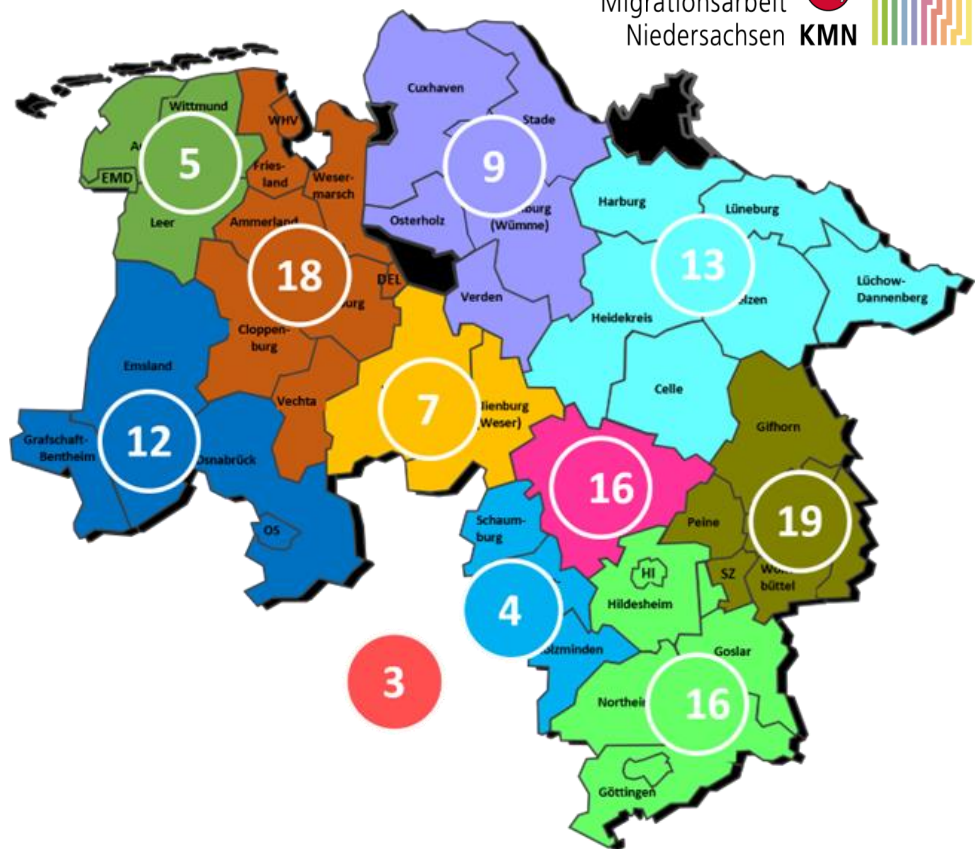 Migrationsarbeit
Niedersachsen KMN
Cuxhaven
Wittmund
Stade
WHV
5
9
EMD
Fries-
land
Weser-
marsch
Harburg
Lüneburg
Leer
Ammerland
Osterholz
(Wümme)
18
DEL
13
Verden
Lüchow-
Dannenberg
Heidekreis
Cloppen-
burg
Emsland
Celle
Vechta
7
(Weser)
Gifhorn
Grafschaft-
Bentheim
12
Osnabrück
16
Schaum-
burg
Peine
19
OS
HI
SZ
büttel
Hildesheim
4
Goslar
3
Northeim
16
Göttingen